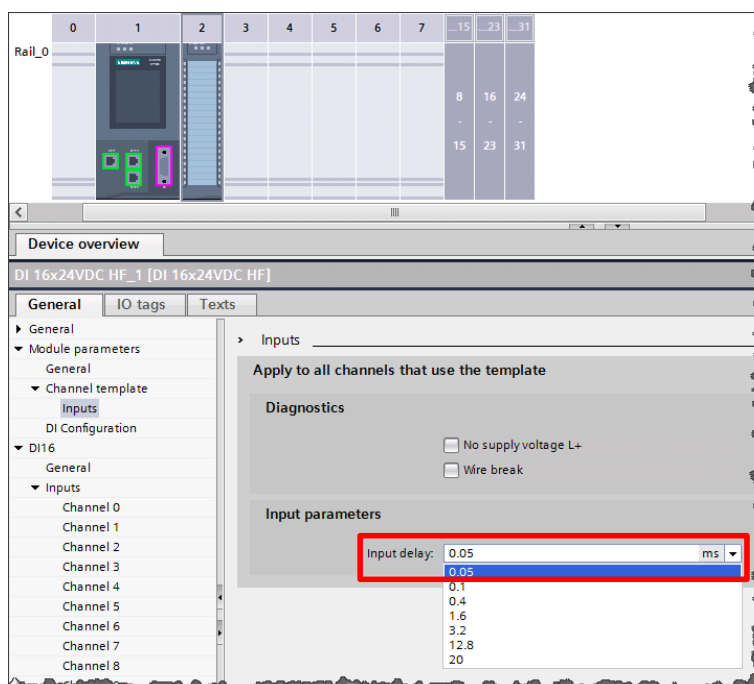 0 1 2 3 4 5 6 7 ...15 ...23 ...31
Rail_0
SIEMENS
8 16 24
- - -
15 23 31
Device overview
DI 16x24VDC HF_1 [DI 16x24VDC HF]
General IO tags Texts
General
Module parameters
General
Channel template
Inputs
DI Configuration
DI16
General
Inputs
Channel 0
Channel 1
Channel 2
Channel 3
Channel 4
Channel 5
Channel 6
Channel 7
Channel 8
Inputs
Apply to all channels that use the template
Diagnostics
No supply voltage L+
Wire break
Input parameters
Input delay: 0.05 ms
0.05
0.1
0.4
1.6
3.2
12.8
20